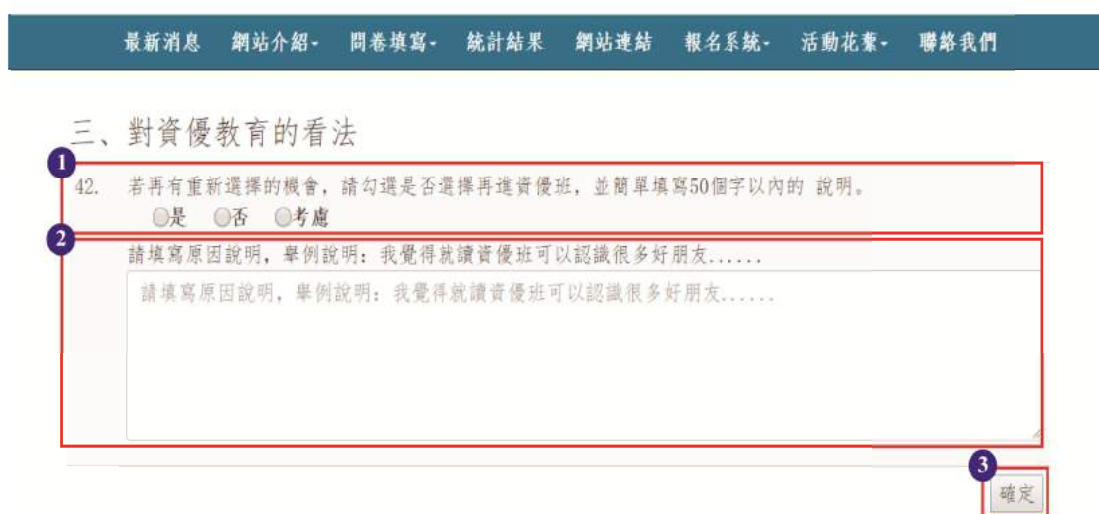 最新消息 網站介紹 問卷填寫 統計結果 網站連結 報名系統 活動花絮 聯絡我們
三、對資優教育的看法
1
42. 若再有重新選擇的機會，請勾選是否選擇再進資優班，並簡單填寫50個字以內的 說明。
是 否 考慮
2
請填寫原因說明，舉例說明：我覺得就讀資優班可以認識很多好朋友......
請填寫原因說明，舉例說明：我覺得就讀資優班可以認識很多好朋友......
3
確定